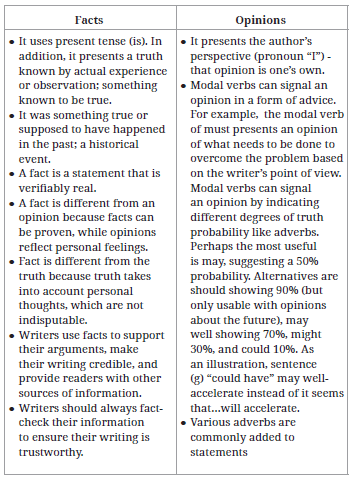 Facts
It uses present tense (is). In
addition, it presents a truth
known by actual experience
or observation; something
known to be true.
It was something true or
supposed to have happened
in the past; a historical
event.
A fact is a statement that is
verifiably real.
A fact is different from an
opinion because facts can
be proven, while opinions
reflect personal feelings.
Fact is different from the
truth because truth takes
into account personal
thoughts, which are not
indisputable.
Writers use facts to support
their arguments, make
their writing credible, and
provide readers with other
sources of information.
Writers should always fact-
check their information
to ensure their writing is
trustworthy.
Opinions
It presents the author's
perspective (pronoun “I”) -
that opinion is one's own.
Modal verbs can signal an
opinion in a form of advice.
For example, the modal verb
of must presents an opinion
of what needs to be done to
overcome the problem based
on the writer's point of view.
Modal verbs can signal
an opinion by indicating
different degrees of truth
probability like adverbs.
Perhaps the most useful
is may, suggesting a 50%
probability. Alternatives are
should showing 90% (but
only usable with opinions
about the future), may
well showing 70%, might
30%, and could 10%. As
an illustration, sentence
(g) “could have” may well-
accelerate instead of it seems
that...will accelerate.
Various adverbs are
commonly added to
statements